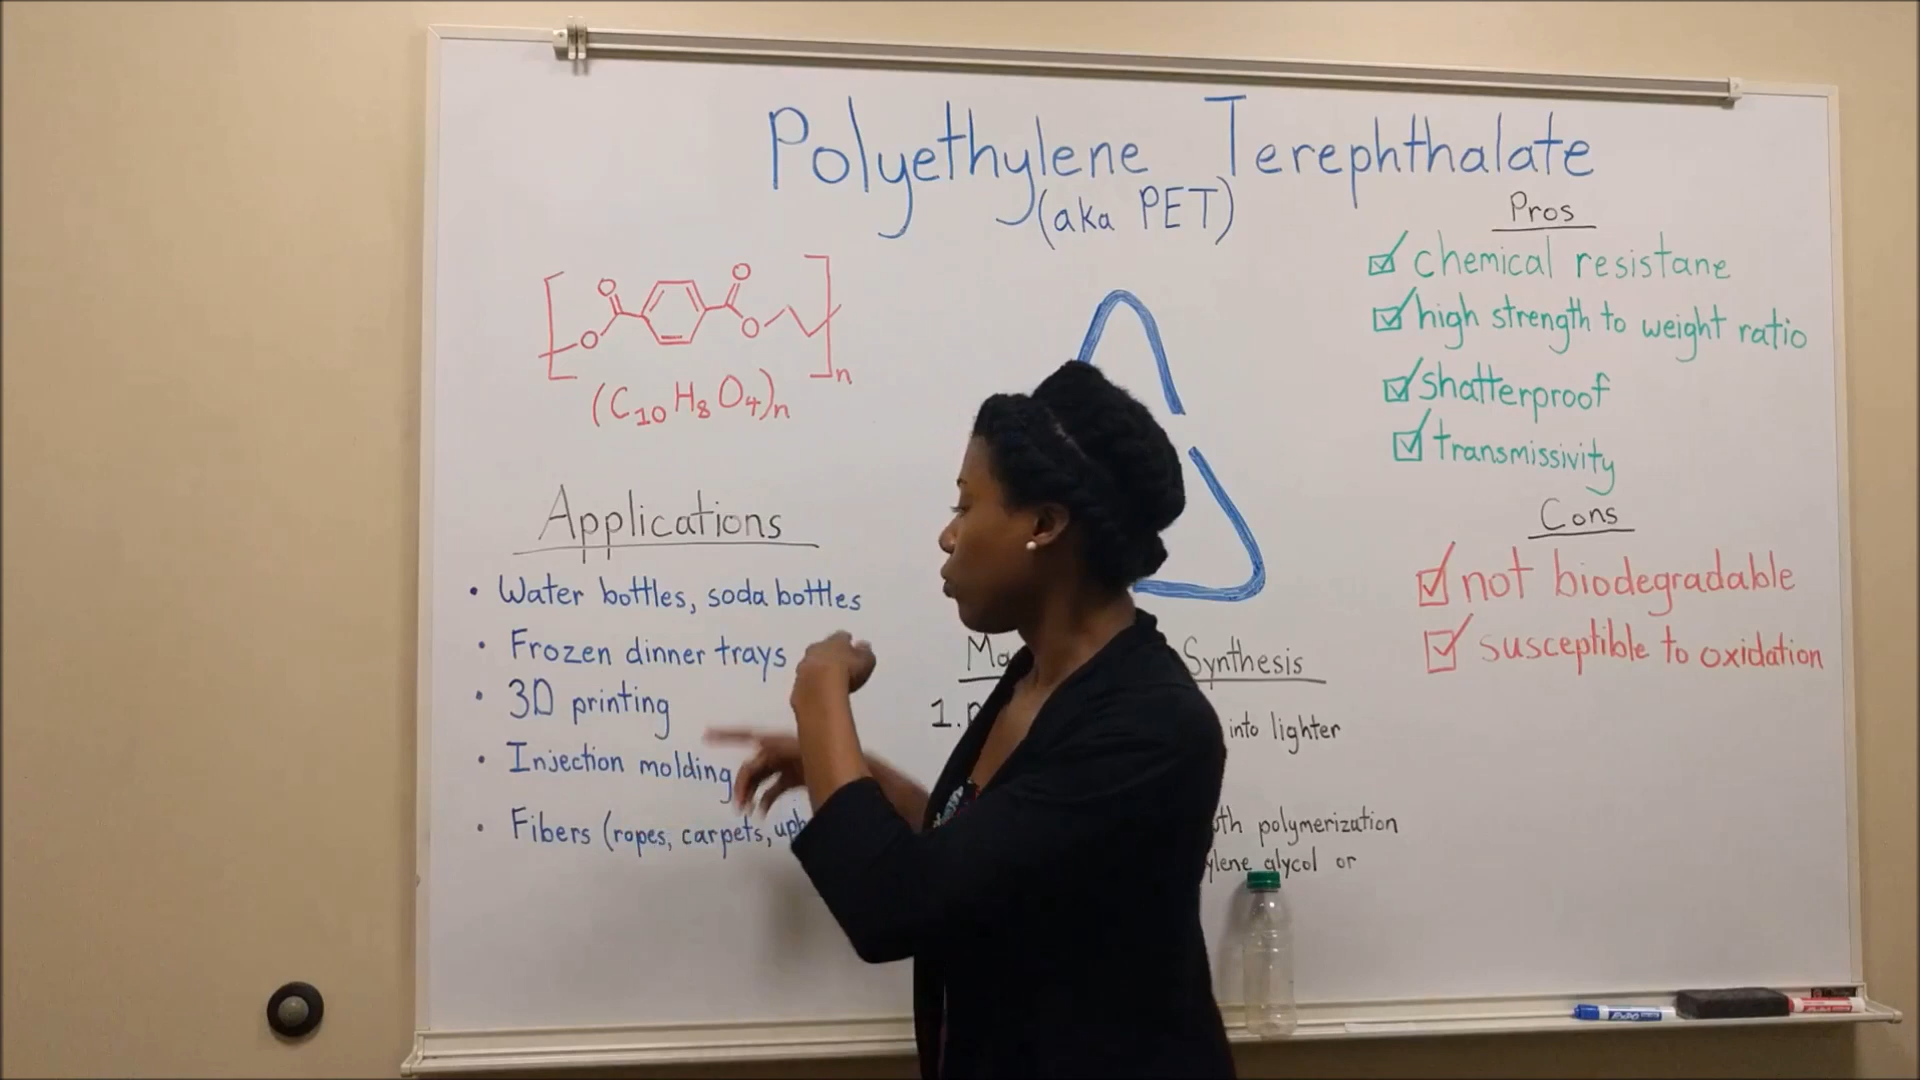 Polyethylene Terephthalate
(aka PET)
O O
O O
n
(C10H8O4)n
Applications
• Water bottles, soda bottles
• Frozen dinner trays
• 3D printing
• Injection molding
• Fibers (ropes, carpets,
Synthesis
1.
into lighter
polymerization
glycol or
Pros
chemical resistane
high strength to weight ratio
shatterproof
transmissivity
Cons
not biodegradable
susceptible to oxidation
EXPO